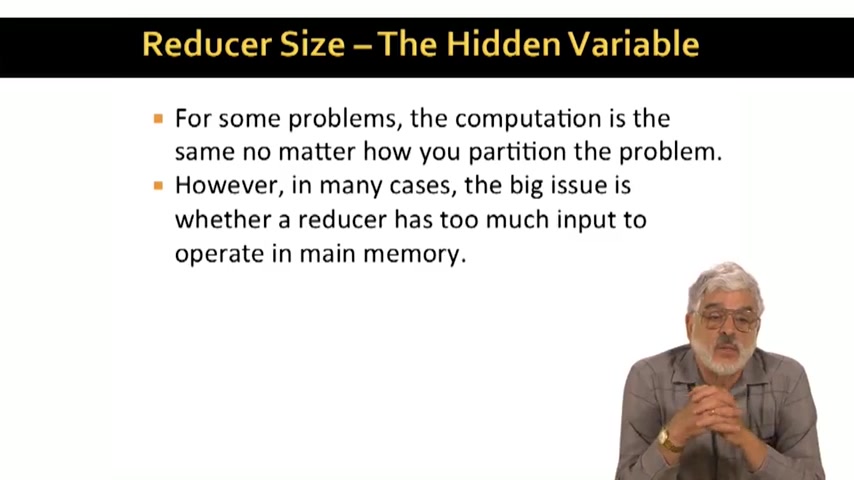 Reducer Size – The Hidden Variable
For some problems, the computation is the
same no matter how you partition the problem.
However, in many cases, the big issue is
whether a reducer has too much input to
operate in main memory.